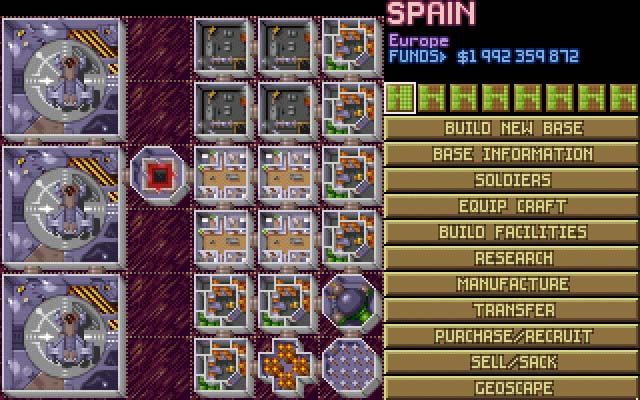 SPAIN
Europe
FUNDS> $1 992 359 872
BUILD NEW BASE
BASE INFORMATION
SOLDIERS
EQUIP CRAFT
BUILD FACILITIES
RESEARCH
MANUFACTURE
TRANSFER
PURCHASE/RECRUIT
SELL/SACK
GEOSCAPE